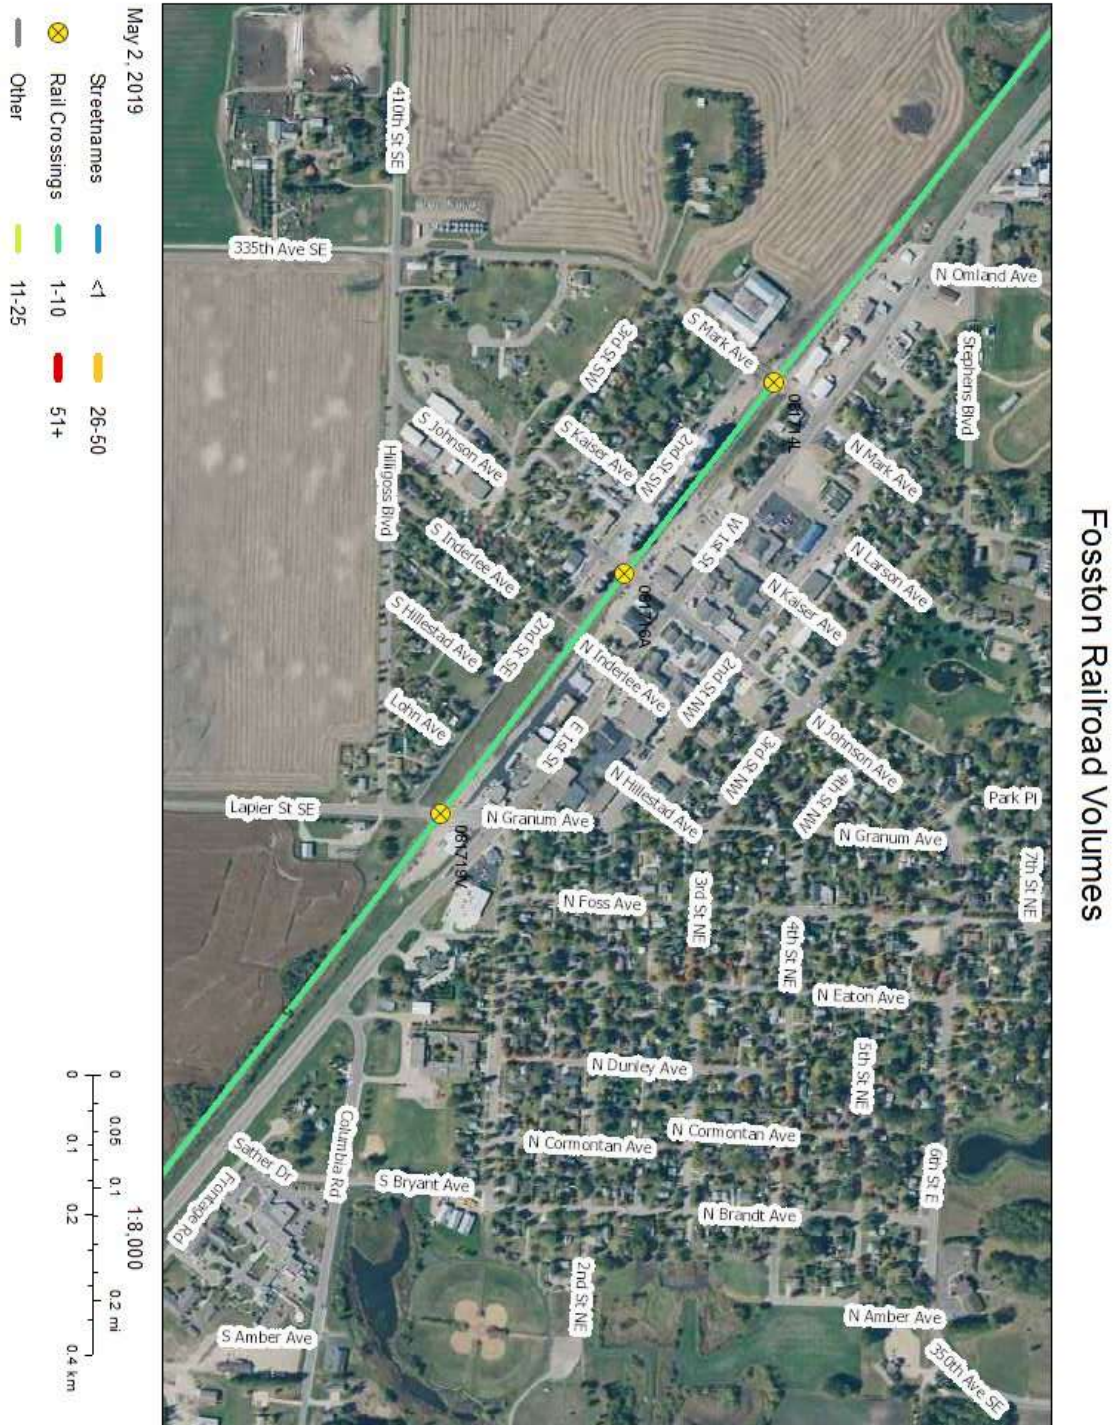 Fosston Railroad Volumes
N Omland Ave
Stephens Blvd
410th St SE
335th Ave SE
3rd St SW
S Mark Ave
061714L
N Mark Ave
S Johnson Ave
S Kaiser Ave
2nd St SW
Hilligoss Blvd
W 1st St
N Larson Ave
N Kaiser Ave
S Inderlee Ave
061716A
S Hillestad Ave
2nd St SE
N Inderlee Ave
2nd St NW
Lohn Ave
E 1st St
3rd St NW
N Johnson Ave
4th St NW
Park Pl
N Hillestad Ave
Lapier St SE
061719V
N Granum Ave
N Granum Ave
7th St NE
N Foss Ave
3rd St NE
4th St NE
N Eaton Ave
5th St NE
N Dunley Ave
N Cormontan Ave
N Cormontan Ave
Columbia Rd
6th St E
Sather Dr
Frontage Rd
S Bryant Ave
N Brandt Ave
2nd St NE
S Amber Ave
N Amber Ave
350th Ave SE
May 2, 2019
Streetnames
Rail Crossings
Other
<1
1-10
11-25
26-50
51+
1:8,000
0 0.05 0.1 0.2 mi
0 0.1 0.2 0.4 km